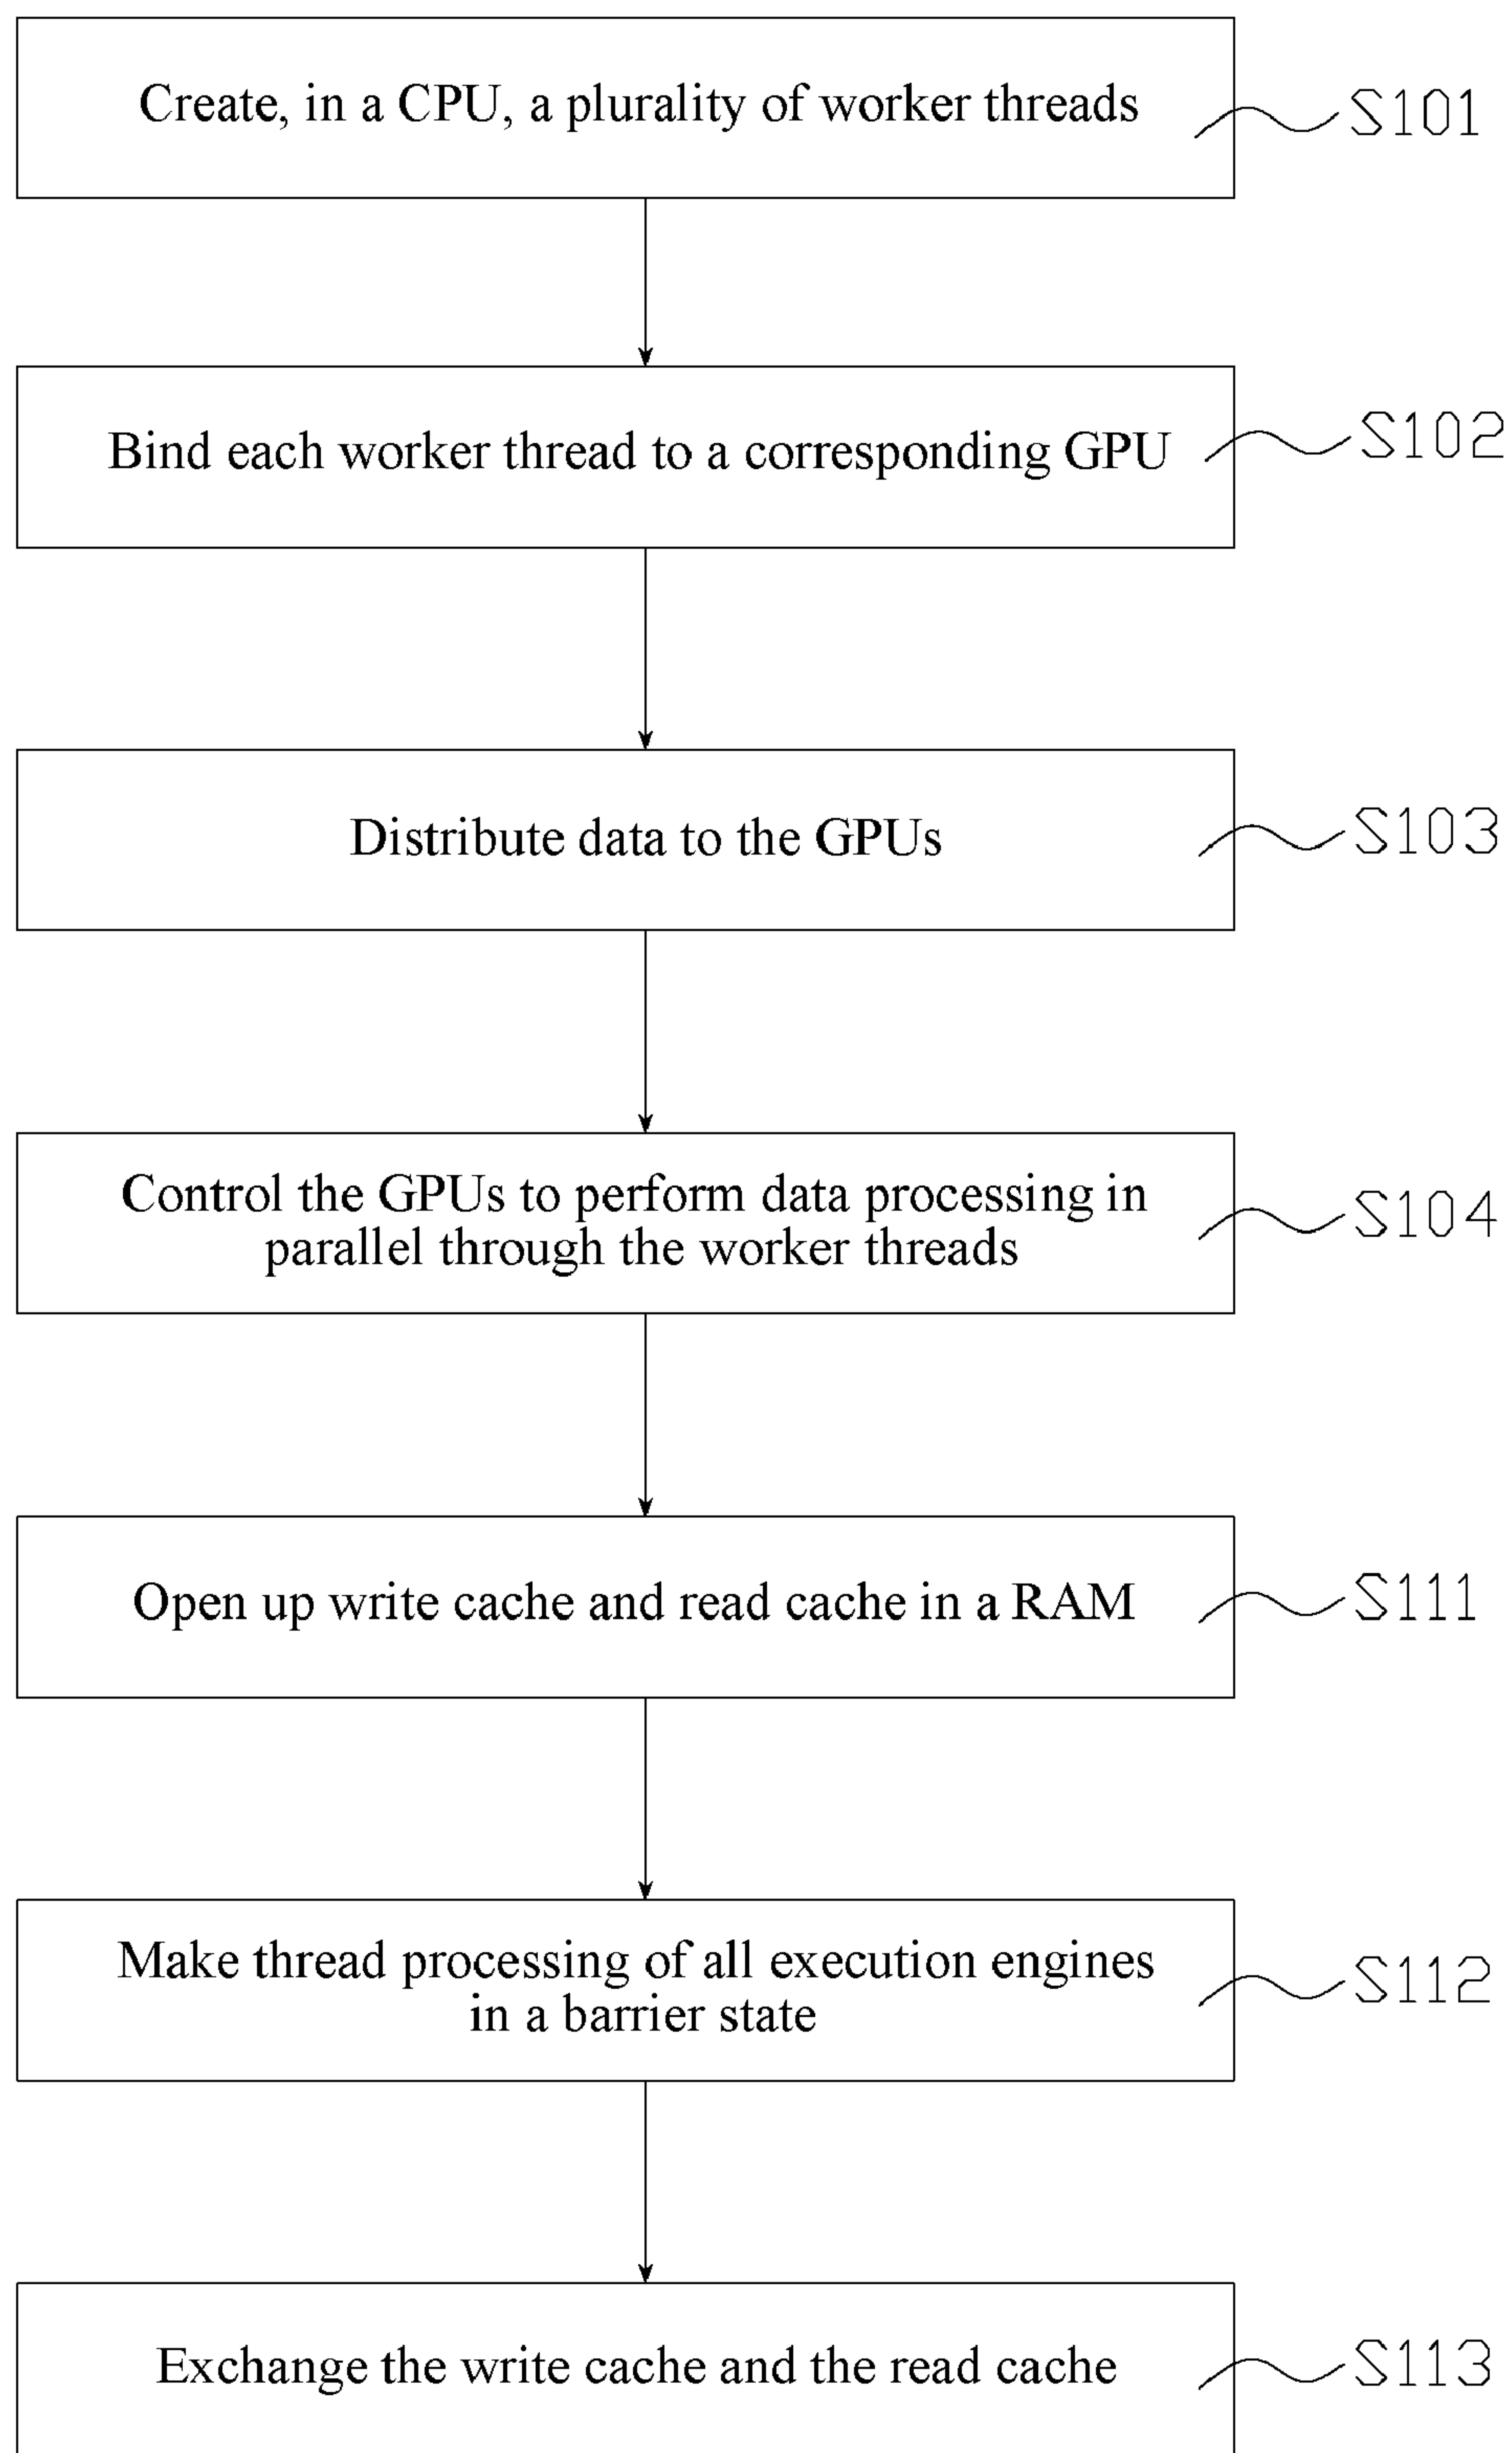 Create, in a CPU, a plurality of worker threads
S101
Bind each worker thread to a corresponding GPU
S102
Distribute data to the GPUs
S103
Control the GPUs to perform data processing in
parallel through the worker threads
S104
Open up write cache and read cache in a RAM
S111
Make thread processing of all execution engines
in a barrier state
S112
Exchange the write cache and the read cache
S113